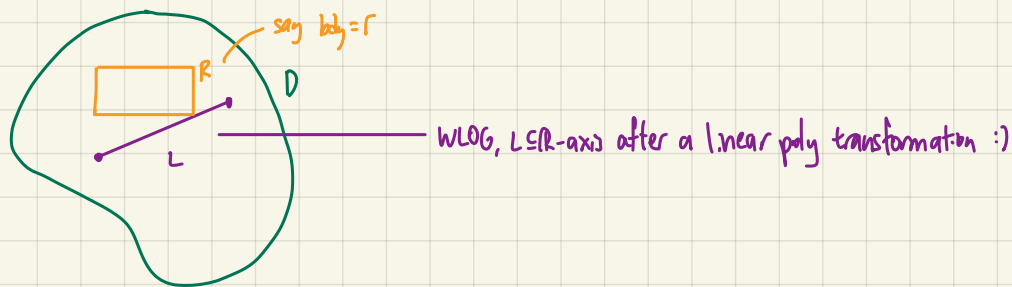 say bdy = Γ
R
D
L
WLOG, L⊆ℝ-axis after a linear poly transformation :)